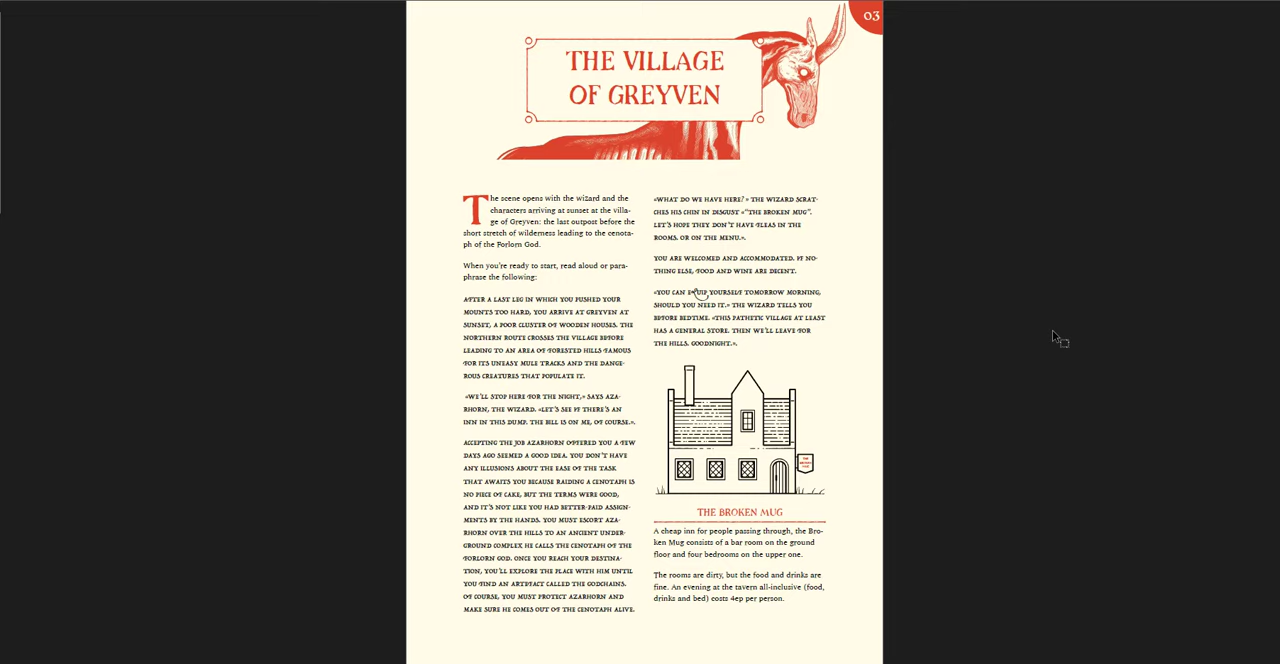 03
THE VILLAGE
OF GREYVEN
The scene opens with the wizard and the
characters arriving at sunset at the villa-
ge of Greyven: the last outpost before the
short stretch of wilderness leading to the cenota-
ph of the Forlorn God.
When you're ready to start, read aloud or para-
phrase the following:
AFTER A LAST LEG IN WHICH YOU PUSHED YOUR
MOUNTS TOO HARD, YOU ARRIVE AT GREYVEN AT
SUNSET, A POOR CLUSTER OF WOODEN HOUSES. THE
NORTHERN ROUTE CROSSES THE VILLAGE BEFORE
LEADING TO AN AREA OF FORESTED HILLS FAMOUS
FOR ITS UNEASY MULE TRACKS AND THE DANGE-
ROUS CREATURES THAT POPULATE IT.
«WE'LL STOP HERE FOR THE NIGHT,» SAYS AZA-
RHORN, THE WIZARD. «LET'S SEE IF THERE'S AN
INN IN THIS DUMP. THE BILL IS ON ME, OF COURSE.».
ACCEPTING THE JOB AZARHORN OFFERED YOU A FEW
DAYS AGO SEEMED A GOOD IDEA. YOU DON'T HAVE
ANY ILLUSIONS ABOUT THE EASE OF THE TASK
THAT AWAITS YOU BECAUSE RAIDING A CENOTAPH IS
NO PIECE OF CAKE, BUT THE TERMS WERE GOOD,
AND IT'S NOT LIKE YOU HAD BETTER-PAID ASSIGN-
MENTS BY THE HANDS. YOU MUST ESCORT AZA-
RHORN OVER THE HILLS TO AN ANCIENT UNDER-
GROUND COMPLEX HE CALLS THE CENOTAPH OF THE
FORLORN GOD. ONCE YOU REACH YOUR DESTINA-
TION, YOU'LL EXPLORE THE PLACE WITH HIM UNTIL
YOU FIND AN ARTEFACT CALLED THE GODCHAINS.
OF COURSE, YOU MUST PROTECT AZARHORN AND
MAKE SURE HE COMES OUT OF THE CENOTAPH ALIVE.
«WHAT DO WE HAVE HERE? » THE WIZARD SCRAT-
CHES HIS CHIN IN DISGUST «"THE BROKEN MUG".
LET'S HOPE THEY DON'T HAVE FLEAS IN THE
ROOMS. OR ON THE MENU.».
YOU ARE WELCOMED AND ACCOMMODATED. IF NO-
THING ELSE, FOOD AND WINE ARE DECENT.
«YOU CAN EQUIP YOURSELF TOMORROW MORNING,
SHOULD YOU NEED IT.» THE WIZARD TELLS YOU
BEFORE BEDTIME. «THIS PATHETIC VILLAGE AT LEAST
HAS A GENERAL STORE. THEN WE'LL LEAVE FOR
THE HILLS. GOODNIGHT.».
THE BROKEN MUG
THE BROKEN MUG
A cheap inn for people passing through, the Bro-
ken Mug consists of a bar room on the ground
floor and four bedrooms on the upper one.
The rooms are dirty, but the food and drinks are
fine. An evening at the tavern all-inclusive (food,
drinks and bed) costs 4ep per person.